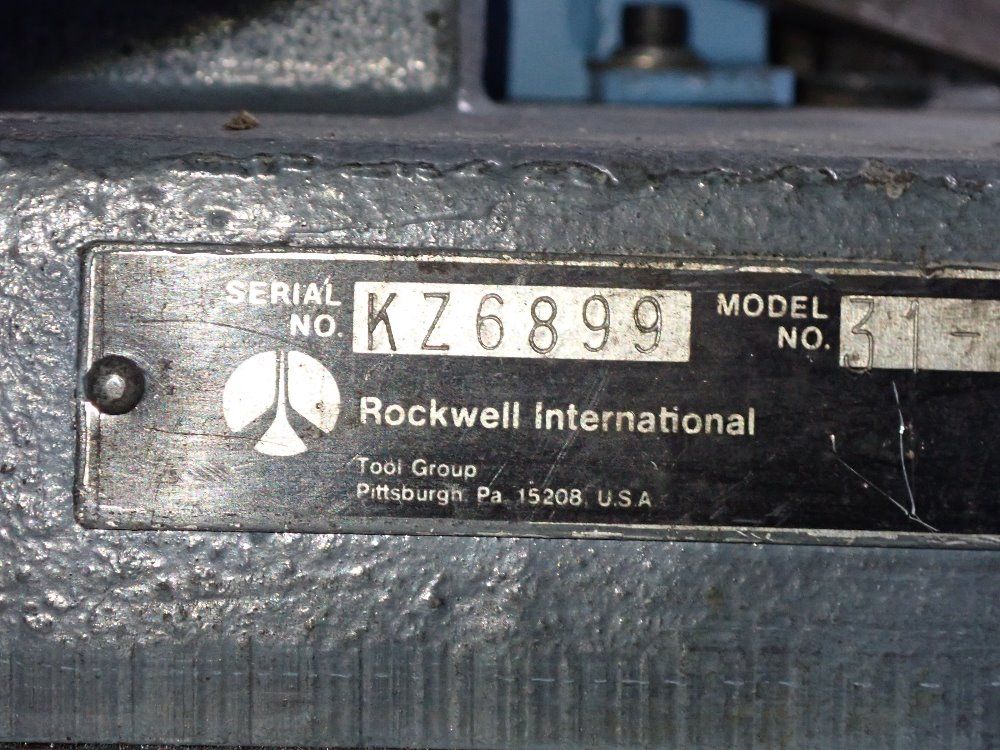 SERIAL NO. KZ6899 MODEL NO. 31-
Rockwell International
Tool Group
Pittsburgh, Pa. 15208, U.S.A.